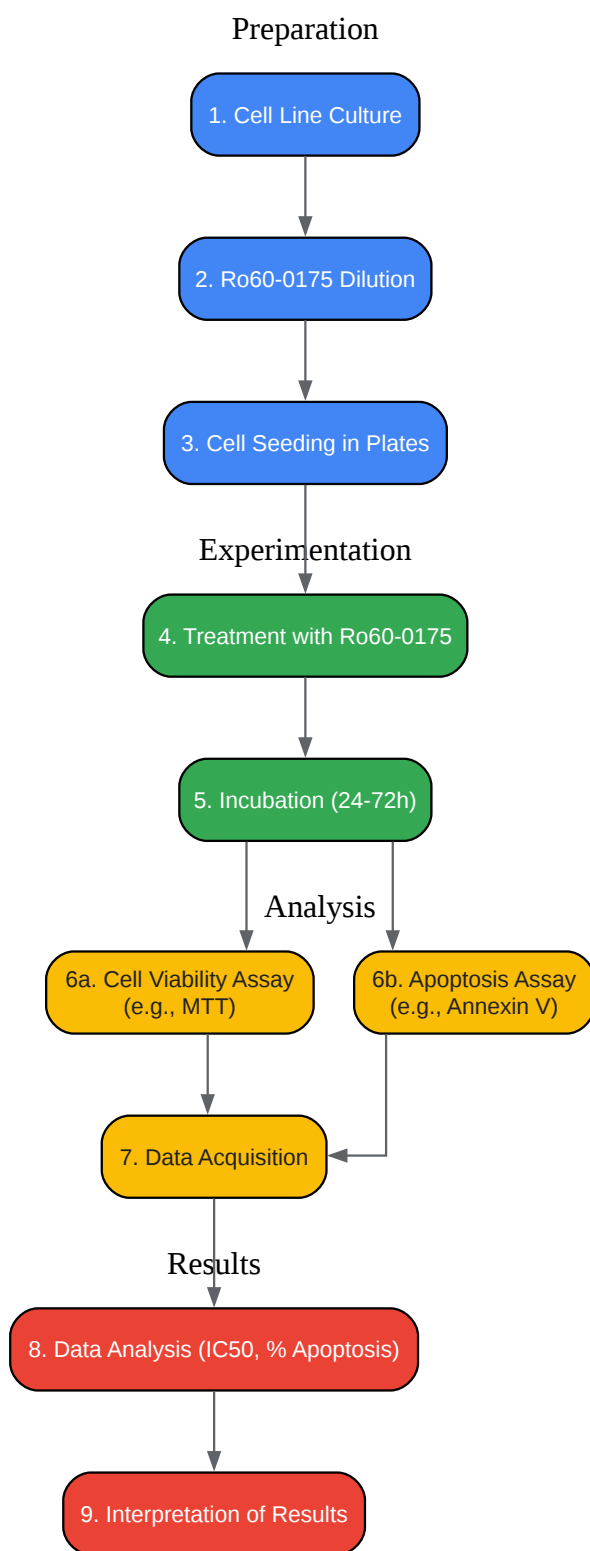 Preparation
1. Cell Line Culture
2. Ro60-0175 Dilution
3. Cell Seeding in Plates
Experimentation
4. Treatment with Ro60-0175
5. Incubation (24-72h)
Analysis
6a. Cell Viability Assay
(e.g., MTT)
6b. Apoptosis Assay
(e.g., Annexin V)
7. Data Acquisition
Results
8. Data Analysis (IC50, % Apoptosis)
9. Interpretation of Results